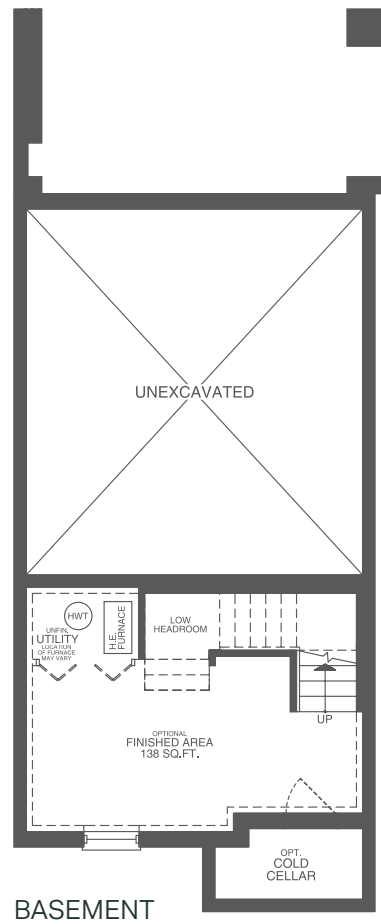 UNEXCAVATED
HWT
UNFIN.
UTILITY
LOCATION
OF FURNACE
MAY VARY
H.E.
FURNACE
LOW
HEADROOM
OPTIONAL
FINISHED AREA
138 SQ.FT.
UP
OPT.
COLD
CELLAR
BASEMENT